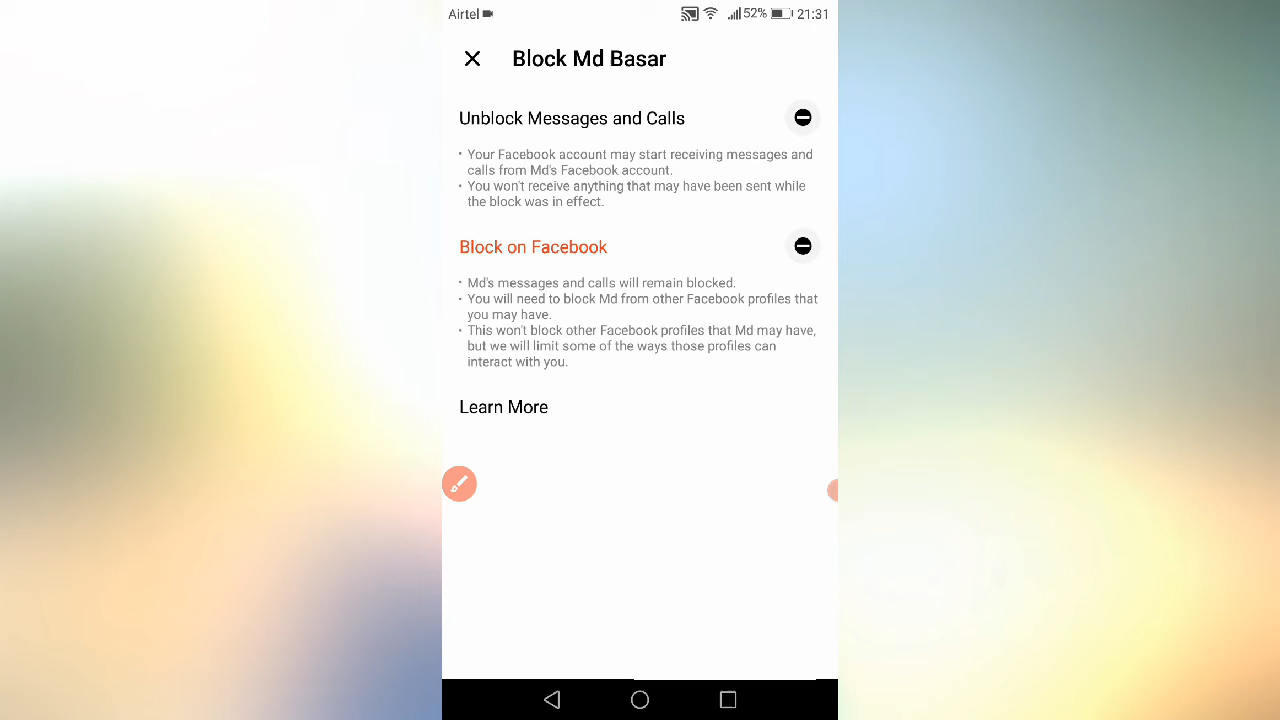 Airtel 52% 21:31
Block Md Basar
Unblock Messages and Calls
• Your Facebook account may start receiving messages and
calls from Md's Facebook account.
• You won't receive anything that may have been sent while
the block was in effect.
Block on Facebook
• Md's messages and calls will remain blocked.
• You will need to block Md from other Facebook profiles that
you may have.
• This won't block other Facebook profiles that Md may have,
but we will limit some of the ways those profiles can
interact with you.
Learn More